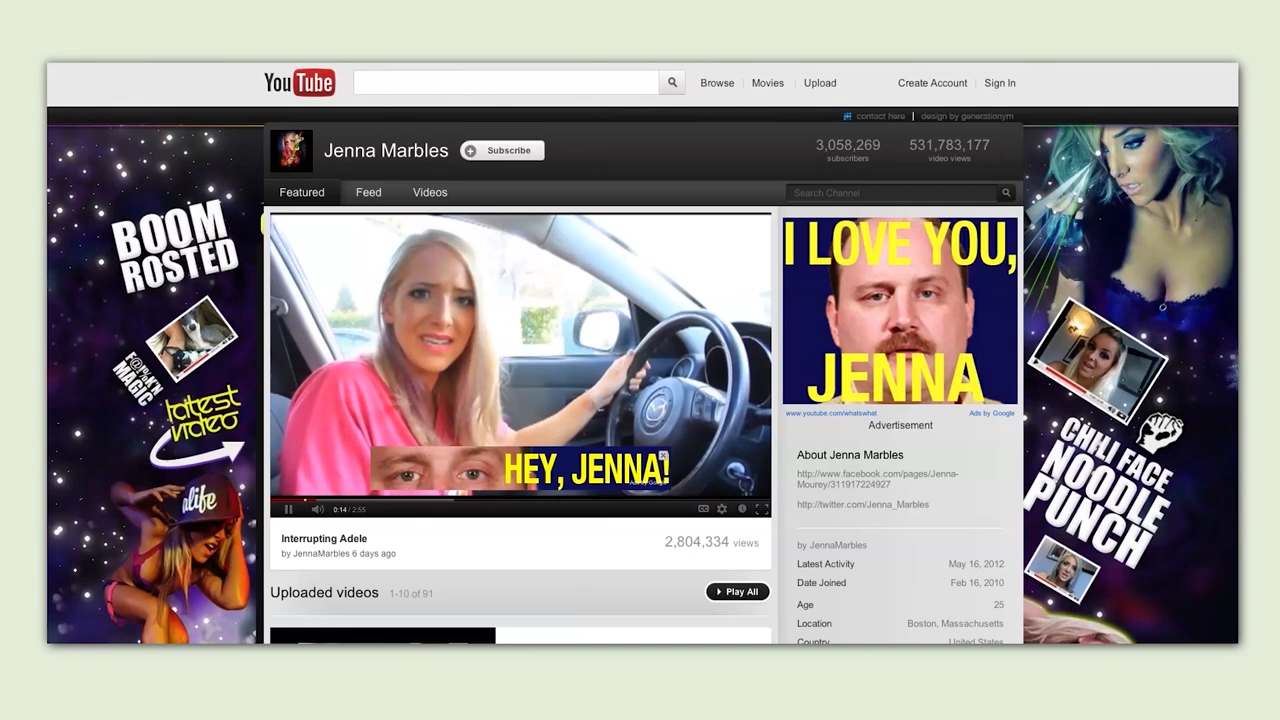 YouTube
Browse
Movies
Upload
Create Account
Sign In
contact here
design by generationym
Jenna Marbles
Subscribe
3,058,269
subscribers
531,783,177
video views
Featured
Feed
Videos
Search Channel
BOOM
ROSTED
F@#%K'N
MAGIC
latest
video
alife
HEY, JENNA!
0:14 / 2:55
Interrupting Adele
by JennaMarbles 6 days ago
2,804,334 views
Uploaded videos
1-10 of 91
Play All
I LOVE YOU,
JENNA
www.youtube.com/whatswhat
Ads by Google
Advertisement
About Jenna Marbles
http://www.facebook.com/pages/Jenna-
Mourey/311917224927
http://twitter.com/Jenna_Marbles
by JennaMarbles
Latest Activity
May 16, 2012
Date Joined
Feb 16, 2010
Age
25
Location
Boston, Massachusetts
Country
United States
CHILI FACE
NOODLE
PUNCH